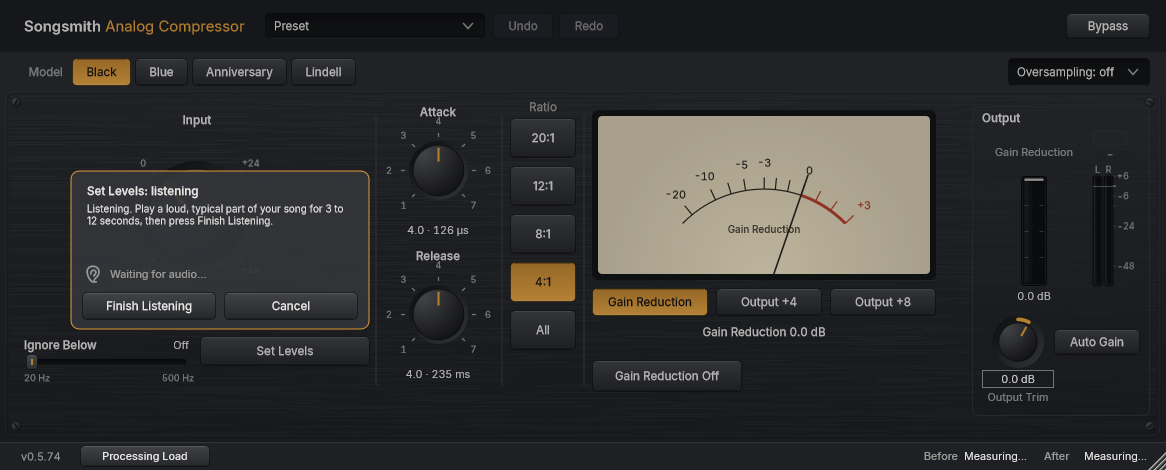 Songsmith Analog Compressor
Preset
Undo
Redo
Bypass
Model
Black
Blue
Anniversary
Lindell
Oversampling: off
Input
0
+24
Set Levels: listening
Listening. Play a loud, typical part of your song for 3 to
12 seconds, then press Finish Listening.
Waiting for audio...
Finish Listening
Cancel
Ignore Below
Off
20 Hz
500 Hz
Set Levels
Attack
1
2
3
4
5
6
7
4.0 · 126 µs
Release
1
2
3
4
5
6
7
4.0 · 235 ms
Ratio
20:1
12:1
8:1
4:1
All
-20
-10
-5
-3
0
+3
Gain Reduction
Gain Reduction
Output +4
Output +8
Gain Reduction 0.0 dB
Gain Reduction Off
Output
Gain Reduction
–
L R
+6
-6
-24
-48
0.0 dB
Auto Gain
0.0 dB
Output Trim
v0.5.74
Processing Load
Before Measuring...
After Measuring...